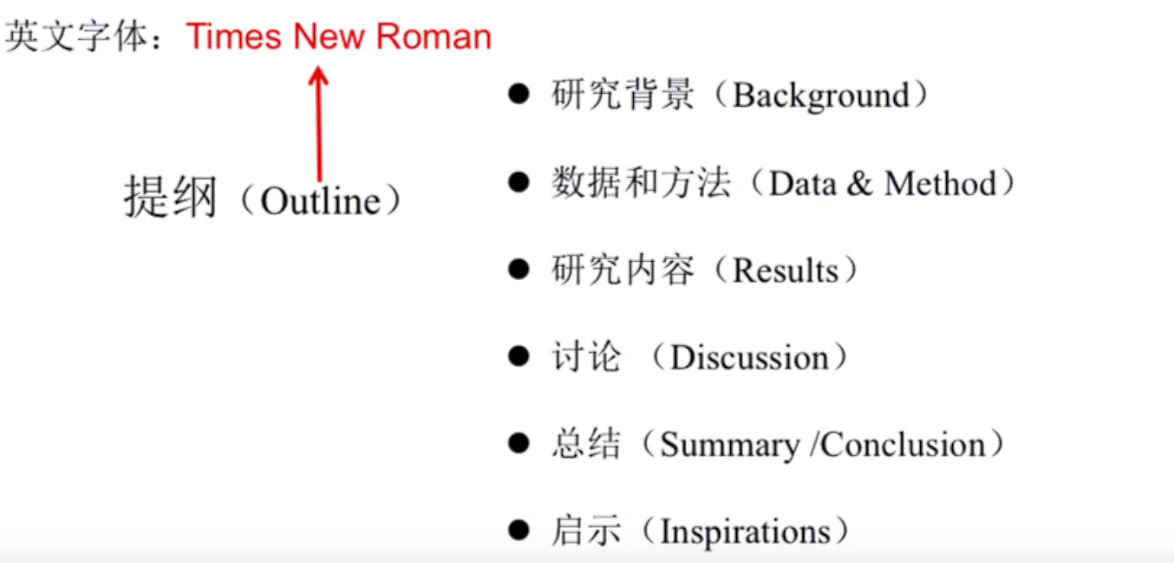 英文字体：Times New Roman
提纲（Outline）
● 研究背景（Background）
● 数据和方法（Data & Method）
● 研究内容（Results）
● 讨论 （Discussion）
● 总结（Summary /Conclusion）
● 启示（Inspirations）